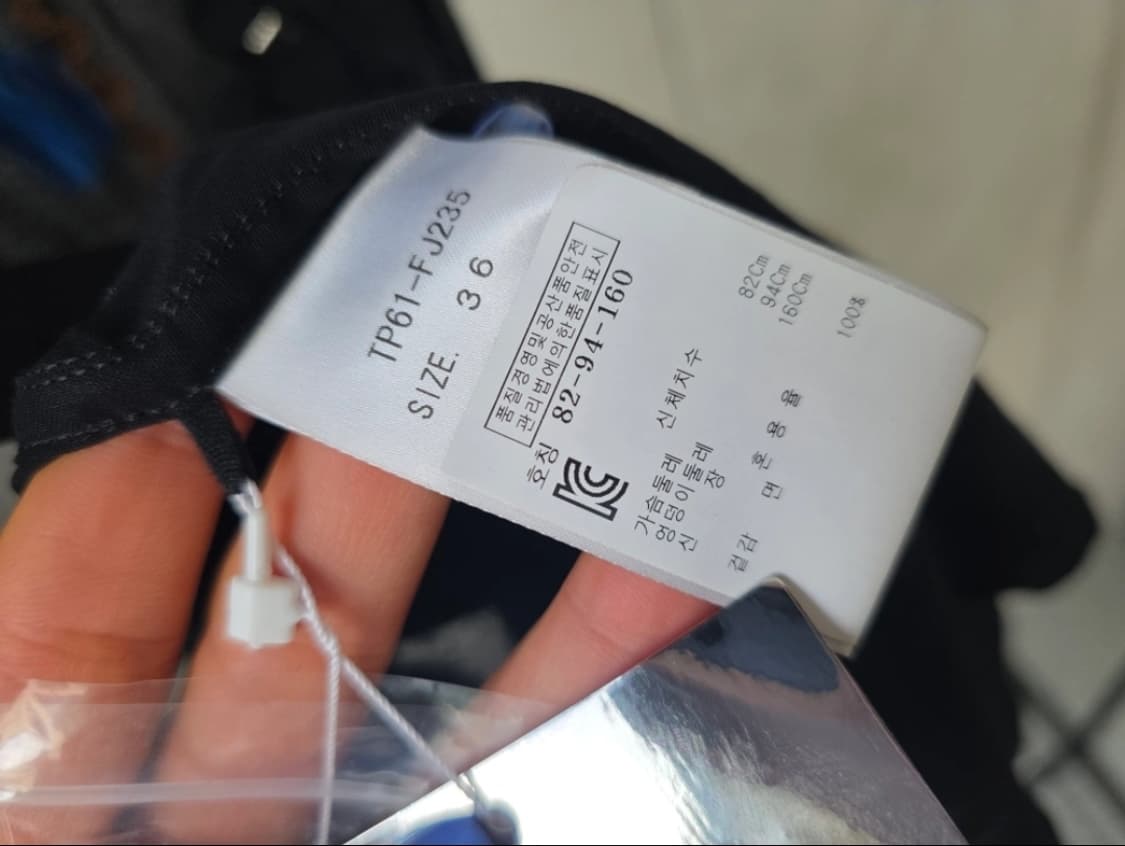 TP61-FJ235
SIZE. 36
품질경영및공산품안전
관리법에의한품질표시
호칭 82-94-160
신체치수
가슴둘레 82Cm
엉덩이둘레 94Cm
신장 160Cm
혼용율
겉감 면 100%